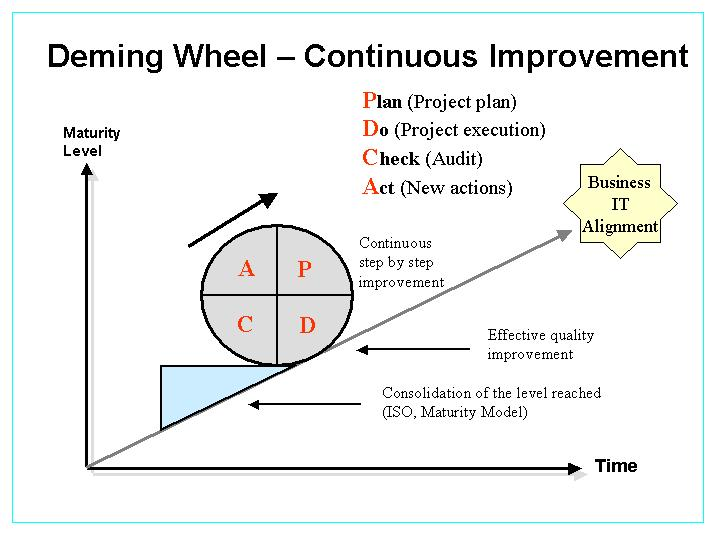 Deming Wheel – Continuous Improvement
Plan (Project plan)
Do (Project execution)
Check (Audit)
Act (New actions)
Maturity
Level
Business
IT
Alignment
Continuous
step by step
improvement
A
P
C
D
Effective quality
improvement
Consolidation of the level reached
(ISO, Maturity Model)
Time